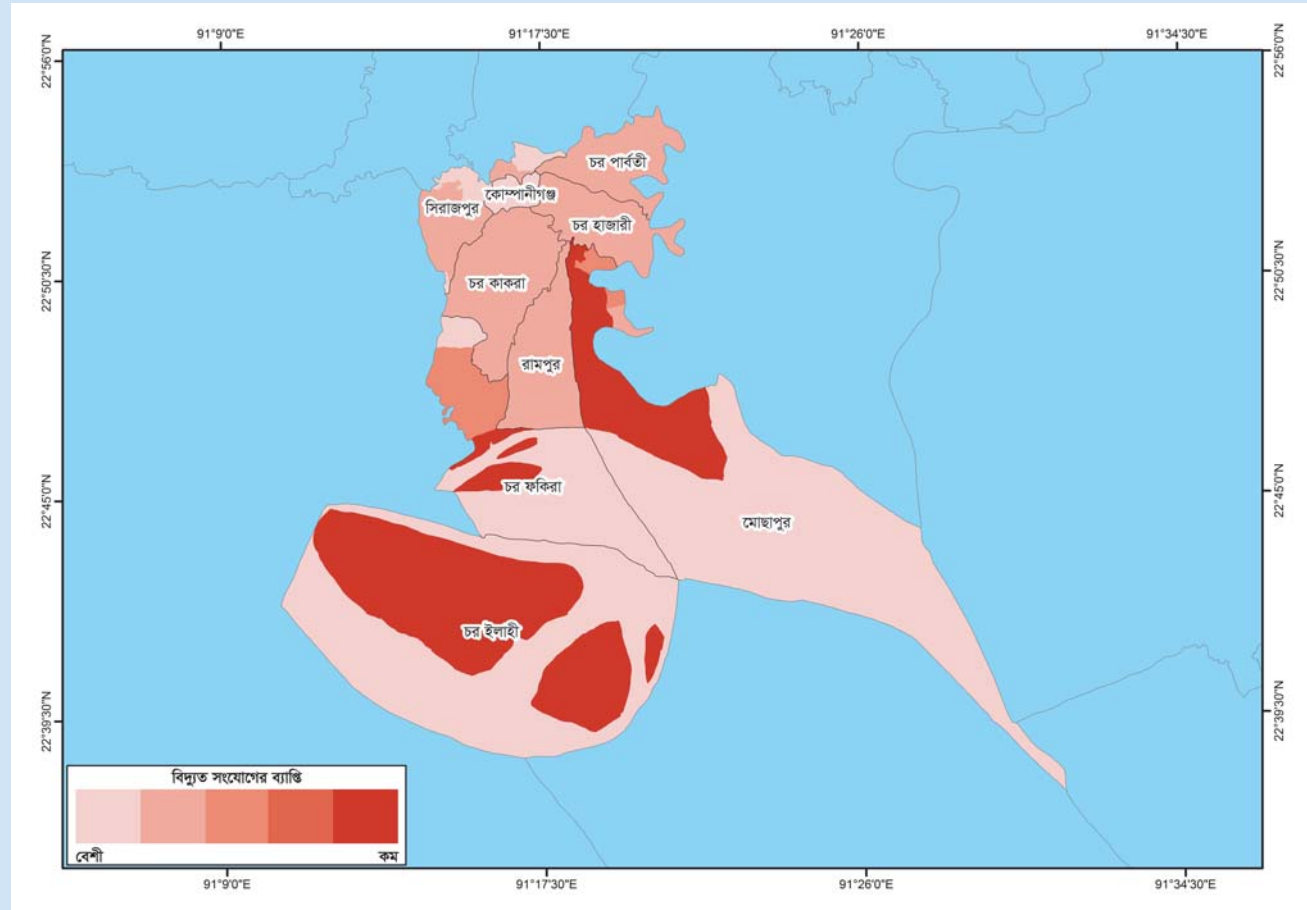 91°9'0"E 91°17'30"E 91°26'0"E 91°34'30"E
22°56'0"N 22°56'0"N
চর পার্বতী
কোম্পানীগঞ্জ
সিরাজপুর
চর হাজারী
22°50'30"N 22°50'30"N
চর কাকরা
রামপুর
22°45'0"N 22°45'0"N
চর ফকিরা
মোছাপুর
চর ইলাহী
22°39'30"N 22°39'30"N
বিদ্যুত সংযোগের ব্যাপ্তি
বেশী কম
91°9'0"E 91°17'30"E 91°26'0"E 91°34'30"E